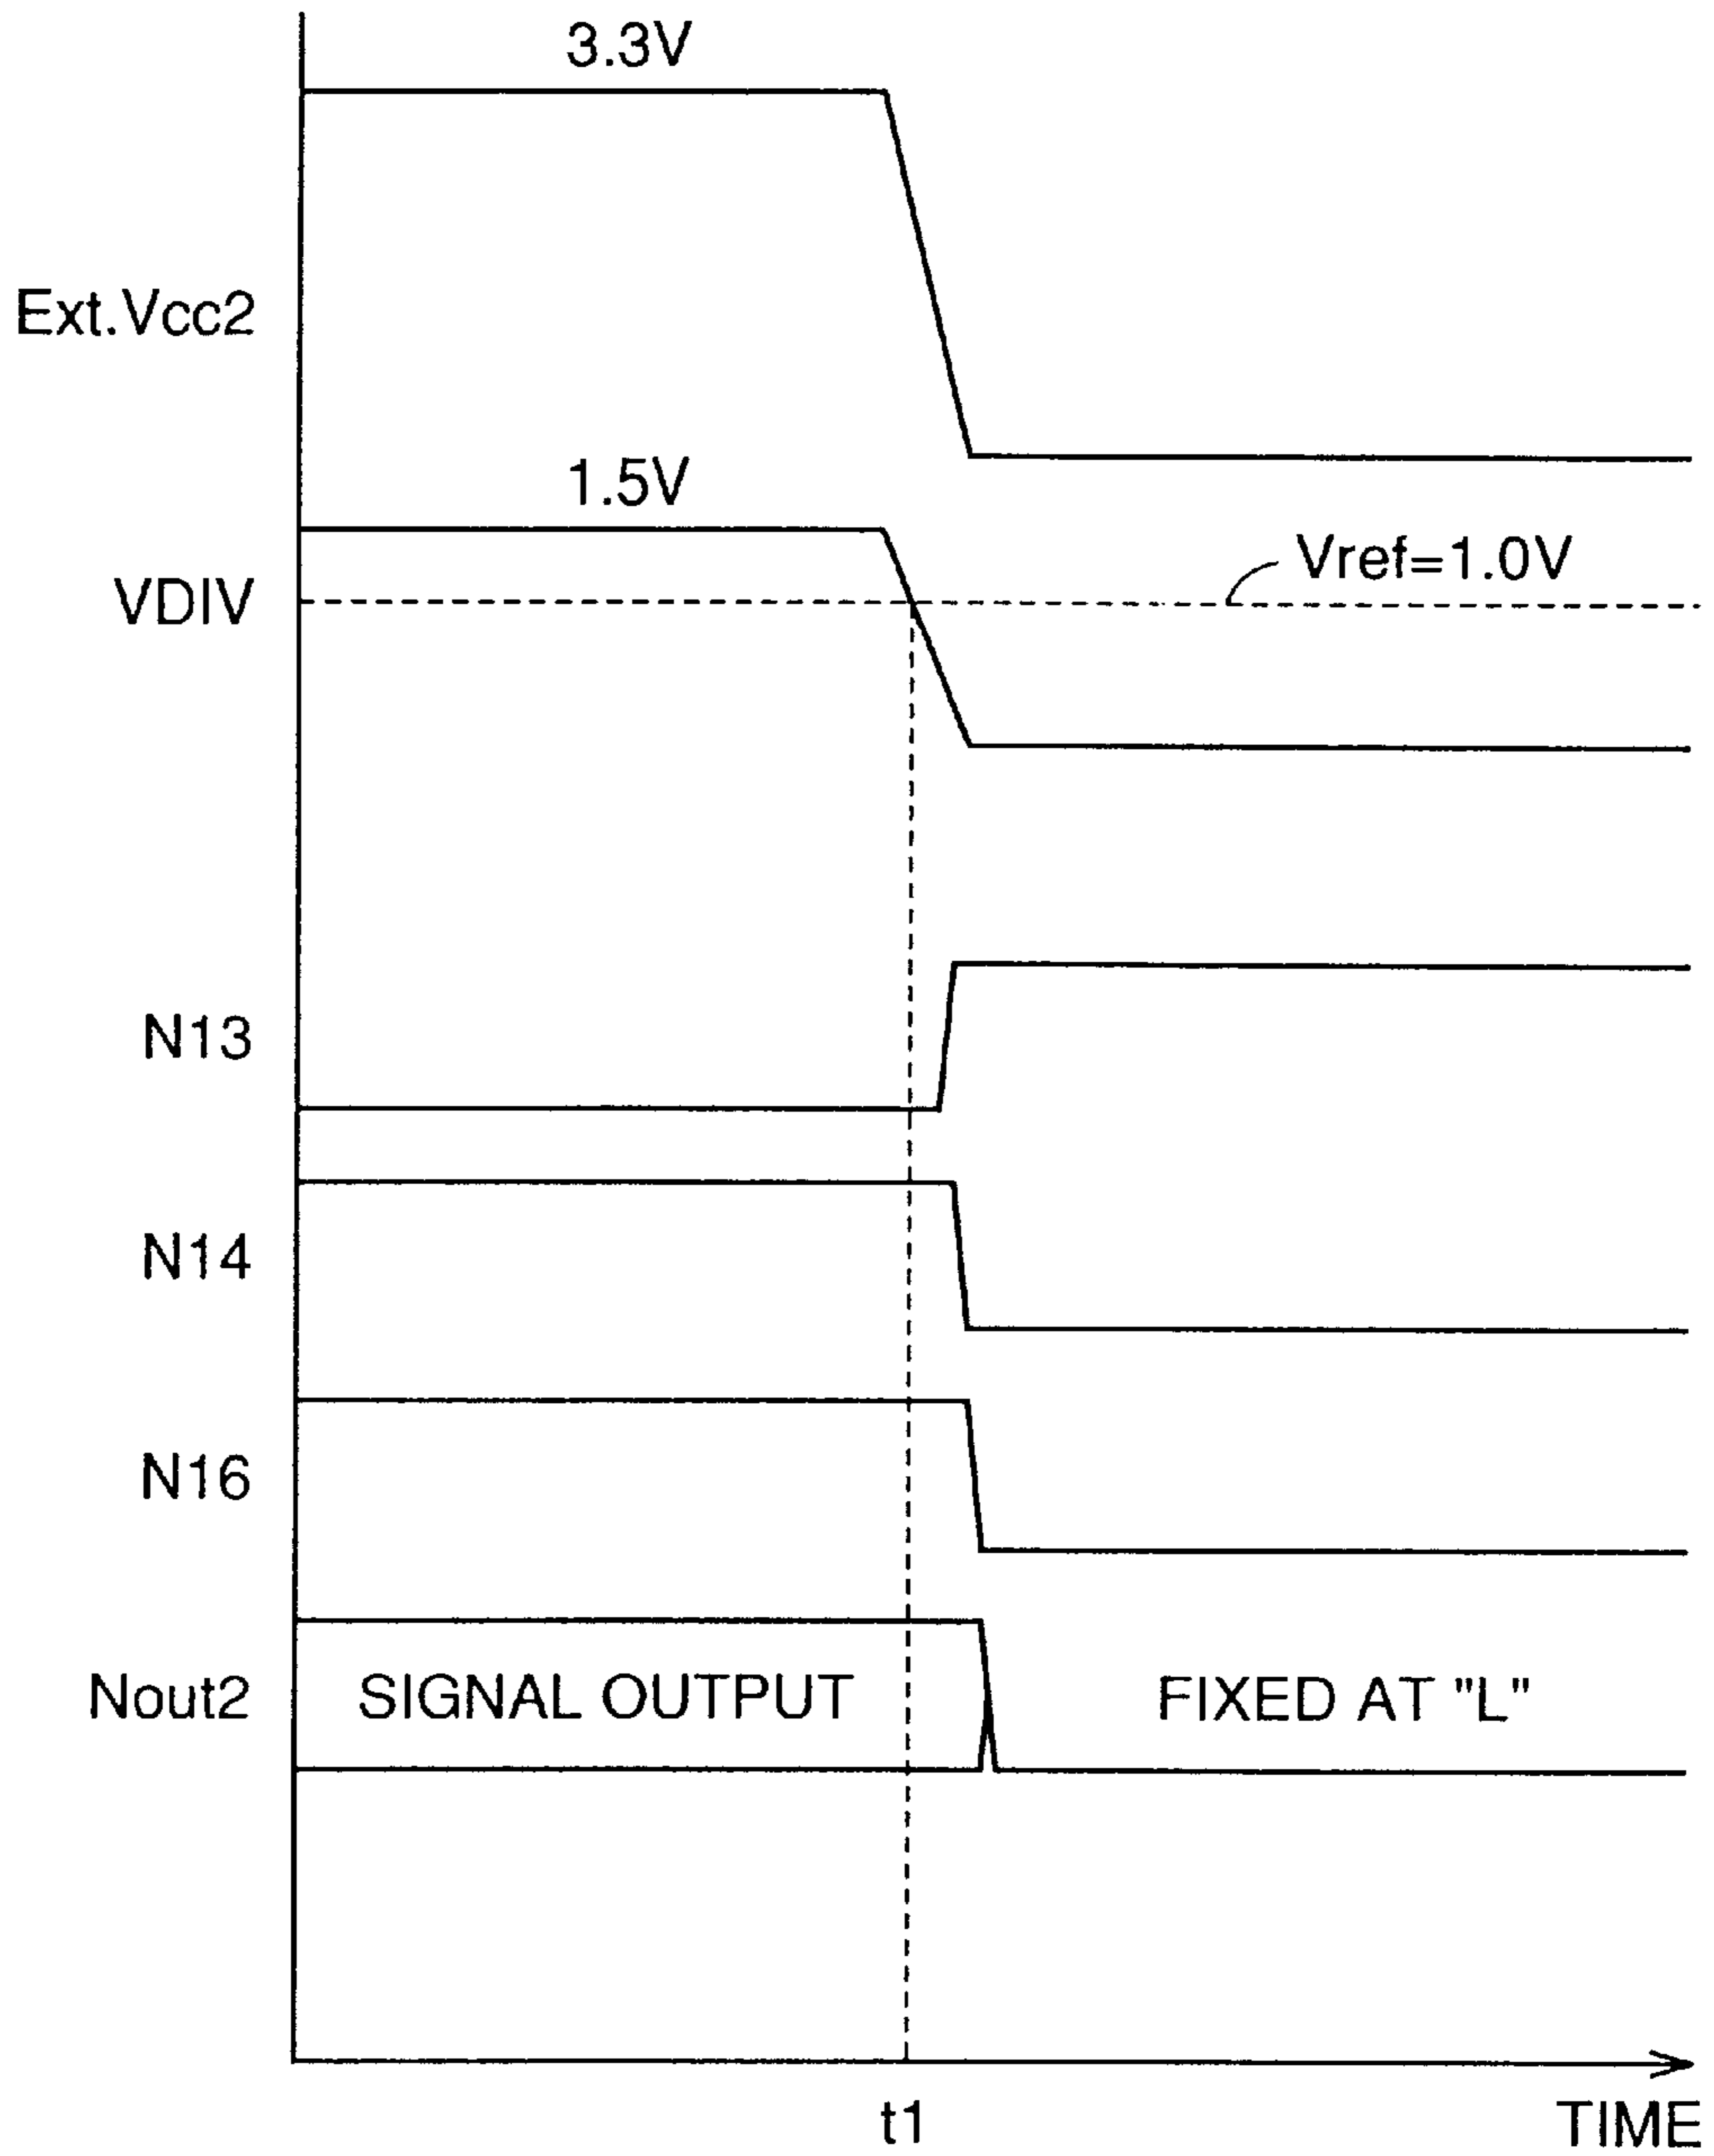 3.3V
Ext.Vcc2
1.5V
Vref=1.0V
VDIV
N13
N14
N16
Nout2 SIGNAL OUTPUT FIXED AT "L"
t1
TIME